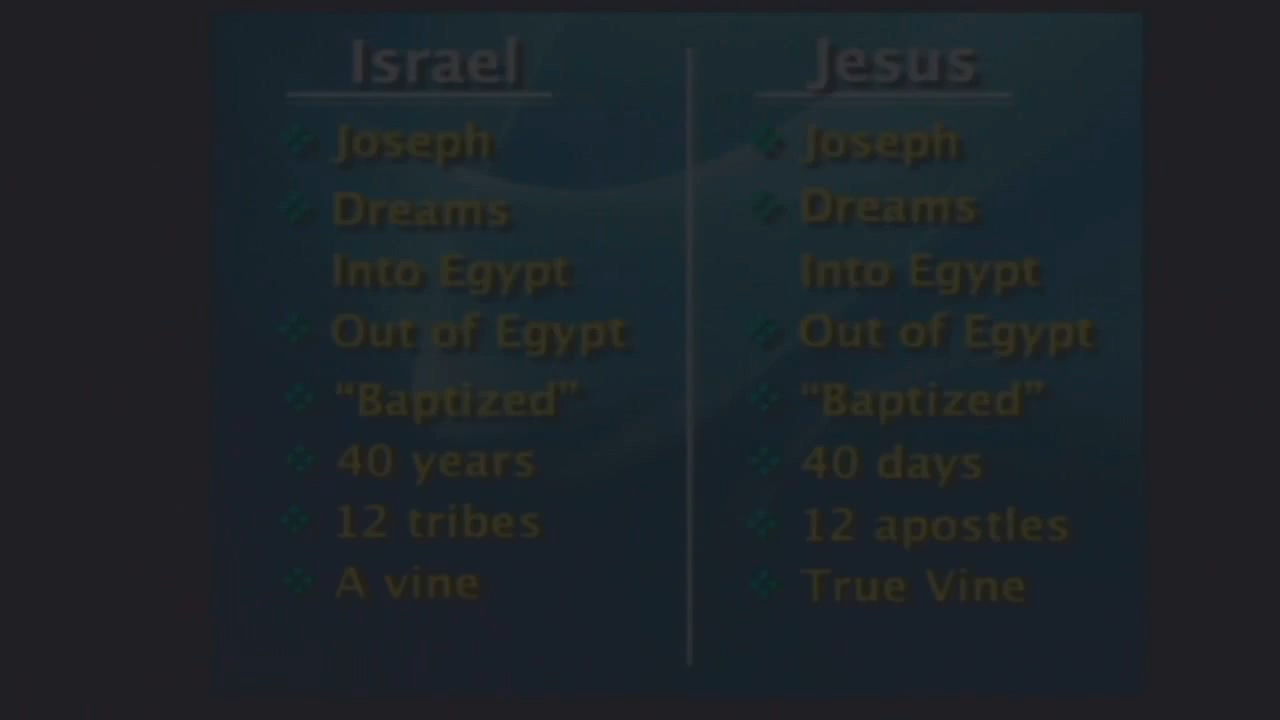 Israel
Joseph
Dreams
Into Egypt
Out of Egypt
“Baptized”
40 years
12 tribes
A vine
Jesus
Joseph
Dreams
Into Egypt
Out of Egypt
“Baptized”
40 days
12 apostles
True Vine